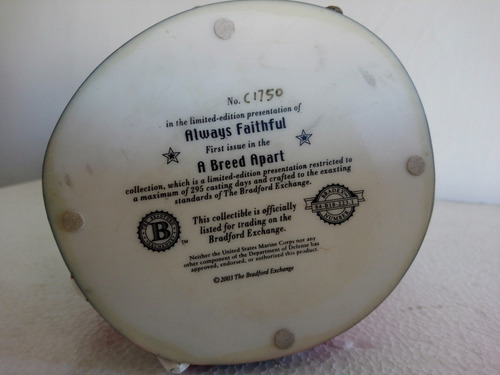 No. C1750
in the limited-edition presentation of
Always Faithful
First issue in the
A Breed Apart
collection, which is a limited-edition presentation restricted to
a maximum of 295 casting days and crafted to the exacting
standards of The Bradford Exchange.
This collectible is officially
listed for trading on the
Bradford Exchange.
B
TM
NUMBER
Neither the United States Marine Corps nor any
other component of the Department of Defense has
approved, endorsed, or authorized this product.
©2003 The Bradford Exchange